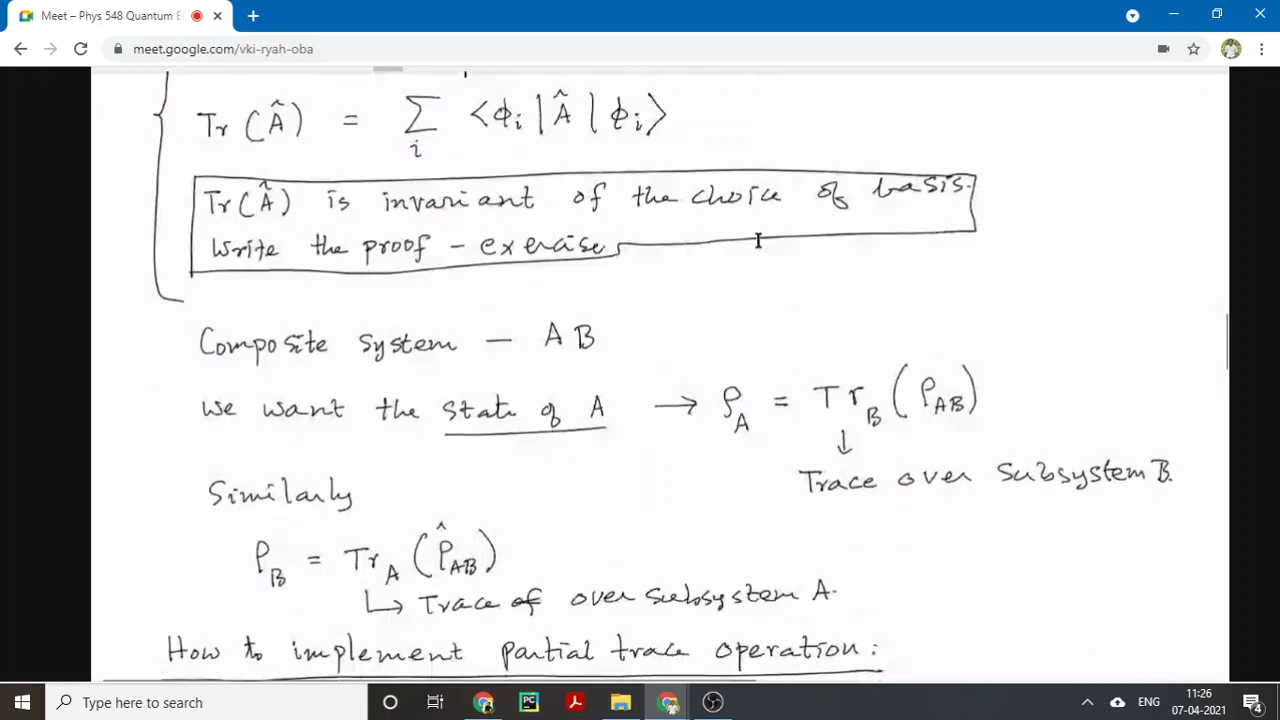 Meet – Phys 548 Quantum E
meet.google.com/vki-ryah-oba
Tr (Â) = ∑ᵢ <ϕᵢ | Â | ϕᵢ>
Tr(Â) is invariant of the choice of basis.
Write the proof - exercise
Composite system — AB
We want the state of A → ρ_A = Tr_B (ρ_AB)
↓
Trace over subsystem B.
Similarly
ρ_B = Tr_A (ρ̂_AB)
↳ Trace of over subsystem A.
How to implement partial trace operation :
Type here to search
ENG
11:26
07-04-2021
4